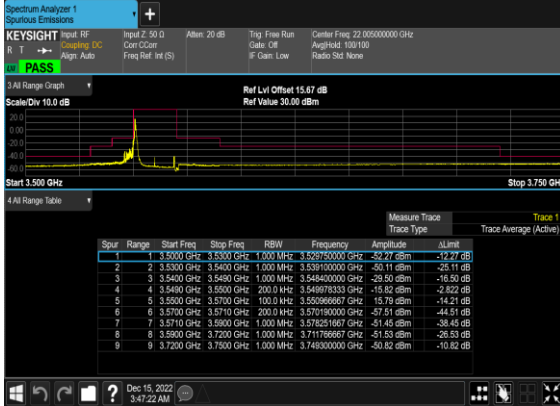 Spectrum Analyzer 1
Spurious Emissions
+
KEYSIGHT Input: RF Input Z: 50 Ω Atten: 20 dB Trig: Free Run Center Freq: 22.005000000 GHz
R T Coupling: DC Corr CCorr Gate: Off Avg|Hold: 100/100
Align: Auto Freq Ref: Int (S) IF Gain: Low Radio Std: None
PASS
3 All Range Graph
Ref Lvl Offset 15.67 dB
Scale/Div 10.0 dB Ref Value 30.00 dBm
20.0
0.00
-20.0
-40.0
-60.0
Start 3.500 GHz Stop 3.750 GH
4 All Range Table
Measure Trace Trace 1
Trace Type Trace Average (Active)
Spur Range Start Freq Stop Freq RBW Frequency Amplitude ΔLimit
1 1 3.5000 GHz 3.5300 GHz 1.000 MHz 3.529750000 GHz -52.27 dBm -12.27 dB
2 2 3.5300 GHz 3.5400 GHz 1.000 MHz 3.539100000 GHz -50.11 dBm -25.11 dB
3 3 3.5400 GHz 3.5490 GHz 1.000 MHz 3.548400000 GHz -29.50 dBm -16.50 dB
4 4 3.5490 GHz 3.5500 GHz 200.0 kHz 3.549978333 GHz -15.82 dBm -2.822 dB
5 5 3.5500 GHz 3.5700 GHz 100.0 kHz 3.550966667 GHz 15.79 dBm -14.21 dB
6 6 3.5700 GHz 3.5710 GHz 200.0 kHz 3.570190000 GHz -57.51 dBm -44.51 dB
7 7 3.5710 GHz 3.5900 GHz 1.000 MHz 3.578251667 GHz -51.45 dBm -38.45 dB
8 8 3.5900 GHz 3.7200 GHz 1.000 MHz 3.711766667 GHz -51.53 dBm -26.53 dB
9 9 3.7200 GHz 3.7500 GHz 1.000 MHz 3.749300000 GHz -50.82 dBm -10.82 dB
? Dec 15, 2022
3:47:22 AM